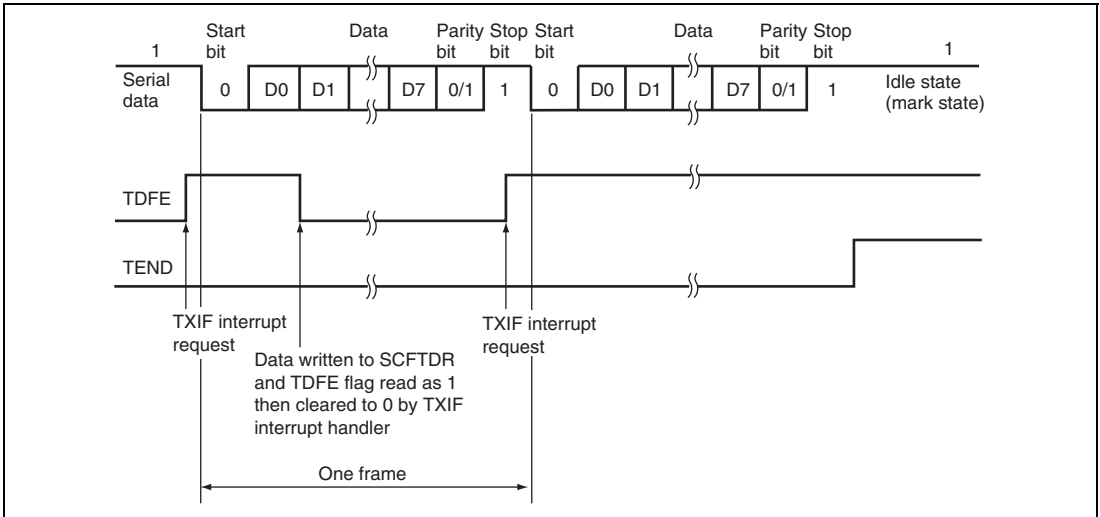 Start bit
Data
Parity bit
Stop bit
Start bit
Data
Parity bit
Stop bit
1
1
Serial data
0
D0
D1
D7
0/1
1
0
D0
D1
D7
0/1
1
Idle state
(mark state)
TDFE
TEND
TXIF interrupt
request
Data written to SCFTDR
and TDFE flag read as 1
then cleared to 0 by TXIF
interrupt handler
TXIF interrupt
request
One frame